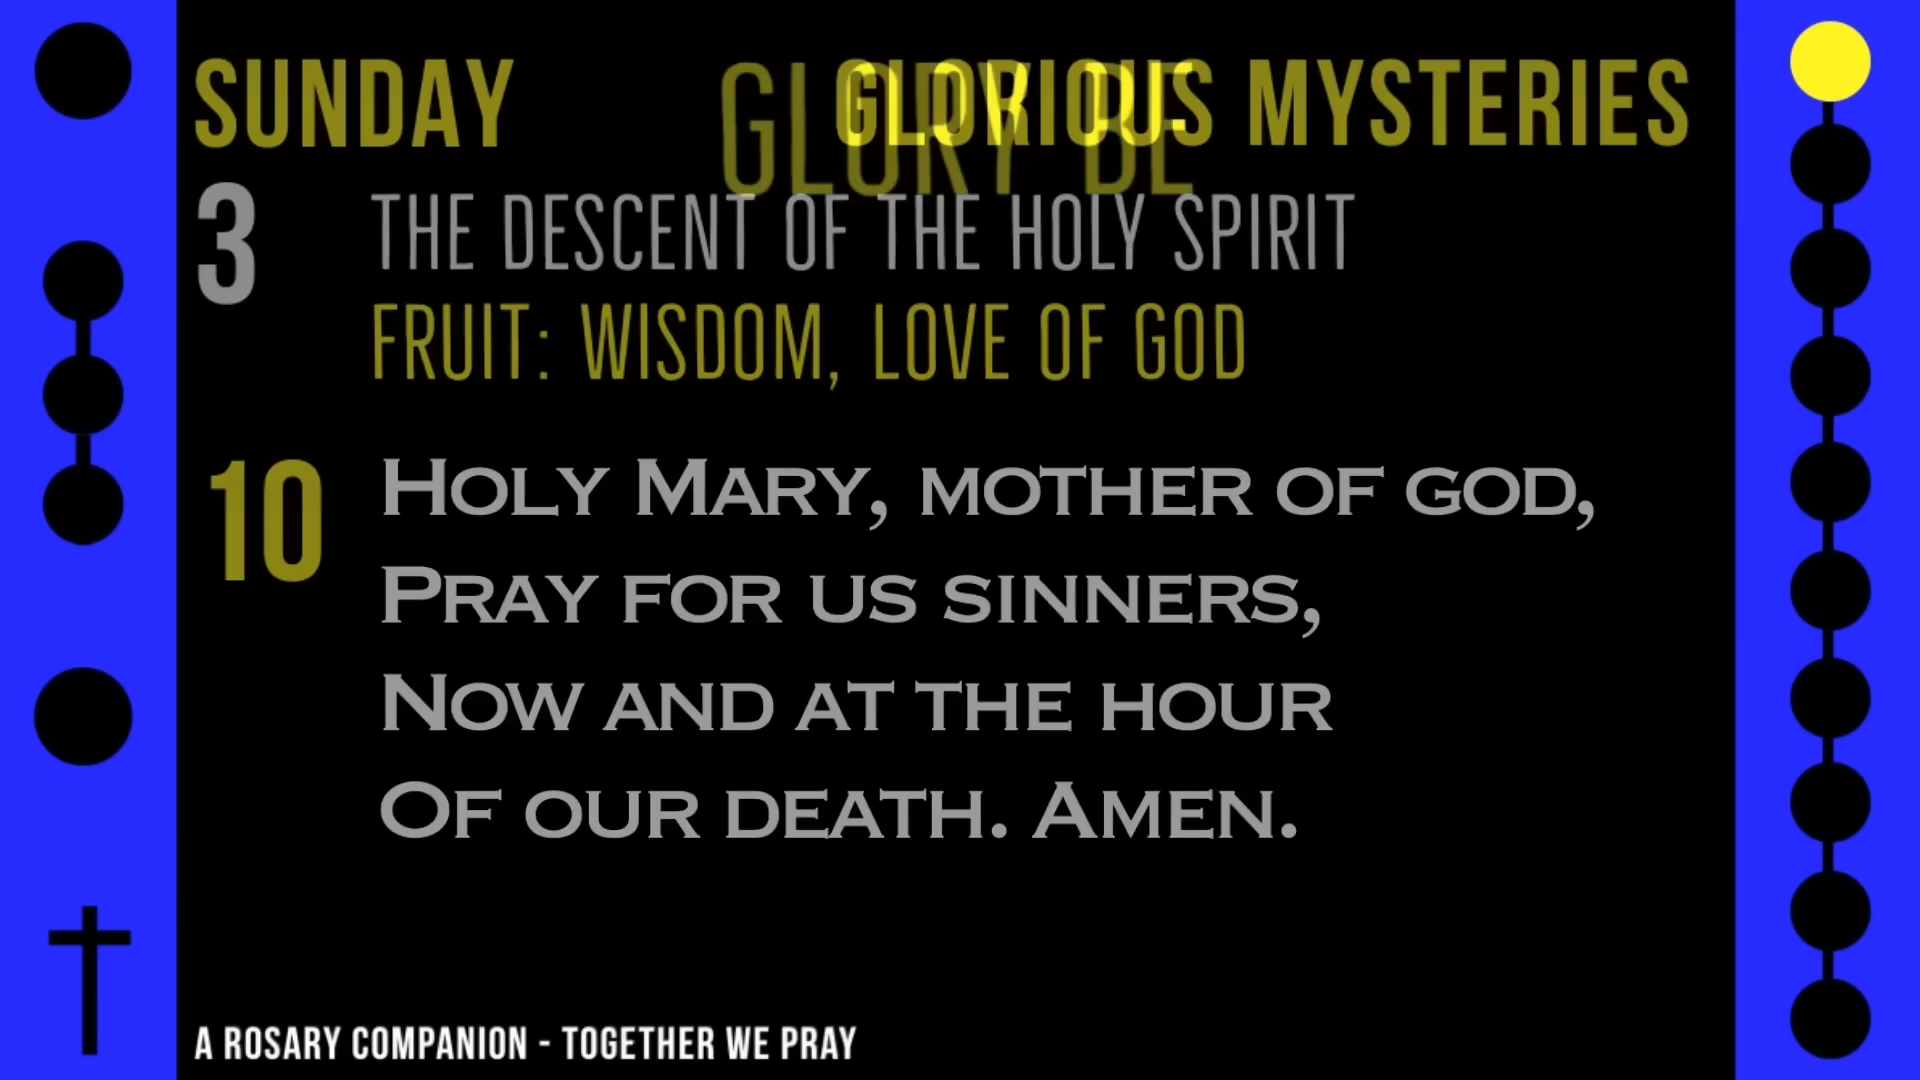 SUNDAY GLORIOUS MYSTERIES
GLORY BE
3 THE DESCENT OF THE HOLY SPIRIT
FRUIT: WISDOM, LOVE OF GOD
10 HOLY MARY, MOTHER OF GOD,
PRAY FOR US SINNERS,
NOW AND AT THE HOUR
OF OUR DEATH. AMEN.
A ROSARY COMPANION - TOGETHER WE PRAY